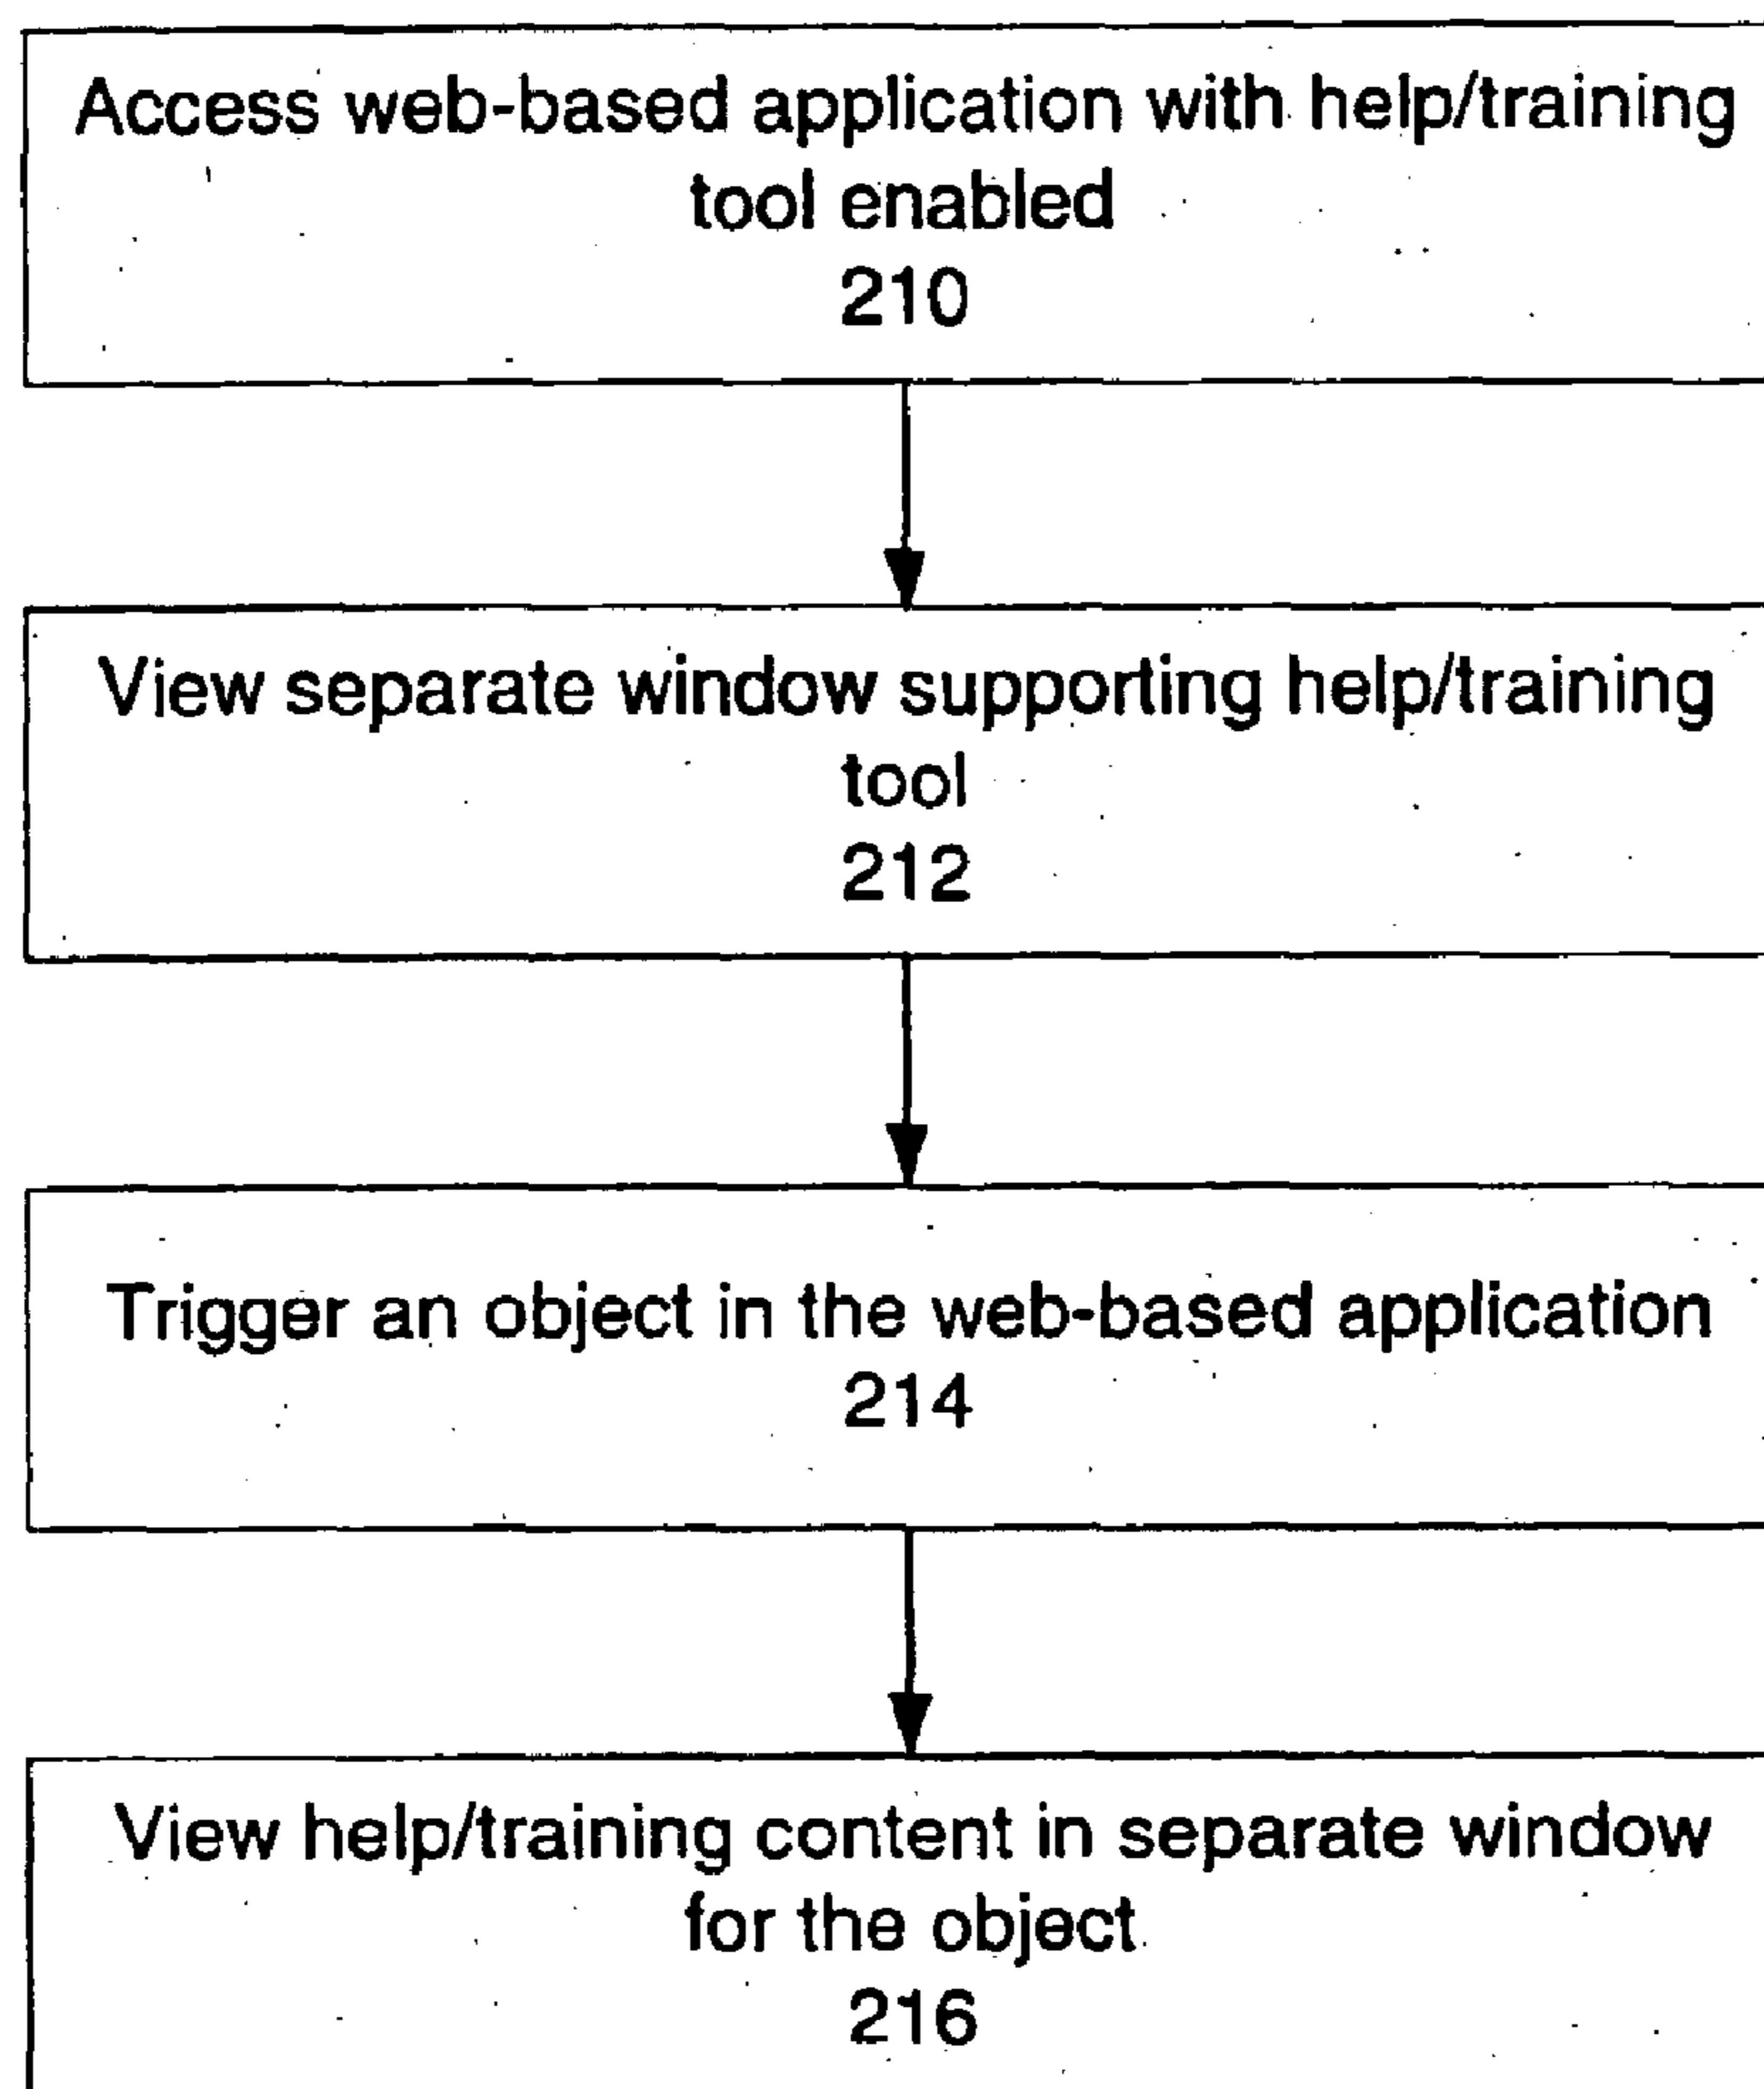 Access web-based application with help/training
tool enabled
210
View separate window supporting help/training
tool
212
Trigger an object in the web-based application
214
View help/training content in separate window
for the object
216